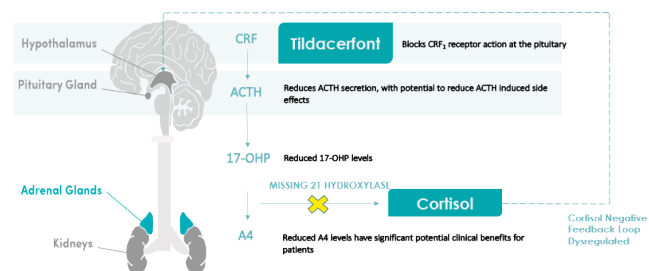 Hypothalamus
CRF
Tildacerfont
Blocks CRF₁ receptor action at the pituitary
Pituitary Gland
ACTH
Reduces ACTH secretion, with potential to reduce ACTH induced side
effects
17-OHP
Reduced 17-OHP levels
MISSING 21 HYDROXYLASE
Adrenal Glands
Cortisol
Cortisol Negative
Feedback Loop
Dysregulated
Kidneys
A4
Reduced A4 levels have significant potential clinical benefits for
patients